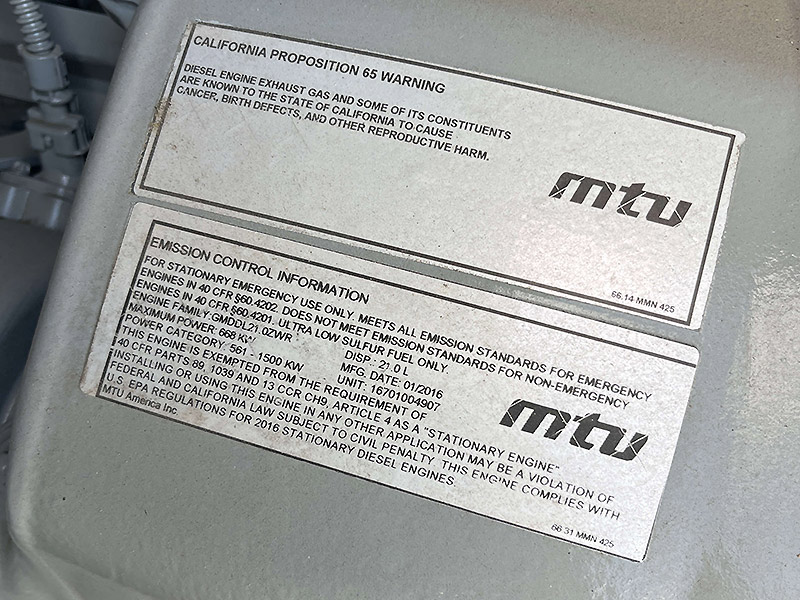 CALIFORNIA PROPOSITION 65 WARNING
DIESEL ENGINE EXHAUST GAS AND SOME OF ITS CONSTITUENTS
ARE KNOWN TO THE STATE OF CALIFORNIA TO CAUSE
CANCER, BIRTH DEFECTS, AND OTHER REPRODUCTIVE HARM.
mtu
66.14 MMN 425
EMISSION CONTROL INFORMATION
FOR STATIONARY EMERGENCY USE ONLY. MEETS ALL EMISSION STANDARDS FOR EMERGENCY
ENGINES IN 40 CFR §60.4202. DOES NOT MEET EMISSION STANDARDS FOR NON-EMERGENCY
ENGINES IN 40 CFR §60.4201. ULTRA LOW SULFUR FUEL ONLY.
ENGINE FAMILY: GMDDL21.0ZWR DISP.: 21.0 L
MAXIMUM POWER: 668 KW MFG. DATE: 01/2016
POWER CATEGORY: 561 - 1500 KW UNIT: 16701004907
THIS ENGINE IS EXEMPTED FROM THE REQUIREMENT OF
40 CFR PARTS 89, 1039 AND 13 CCR CH9, ARTICLE 4 AS A "STATIONARY ENGINE"
INSTALLING OR USING THIS ENGINE IN ANY OTHER APPLICATION MAY BE A VIOLATION OF
FEDERAL AND CALIFORNIA LAW SUBJECT TO CIVIL PENALTY. THIS ENGINE COMPLIES WITH
U.S. EPA REGULATIONS FOR 2016 STATIONARY DIESEL ENGINES.
MTU America Inc.
mtu
66.31 MMN 425